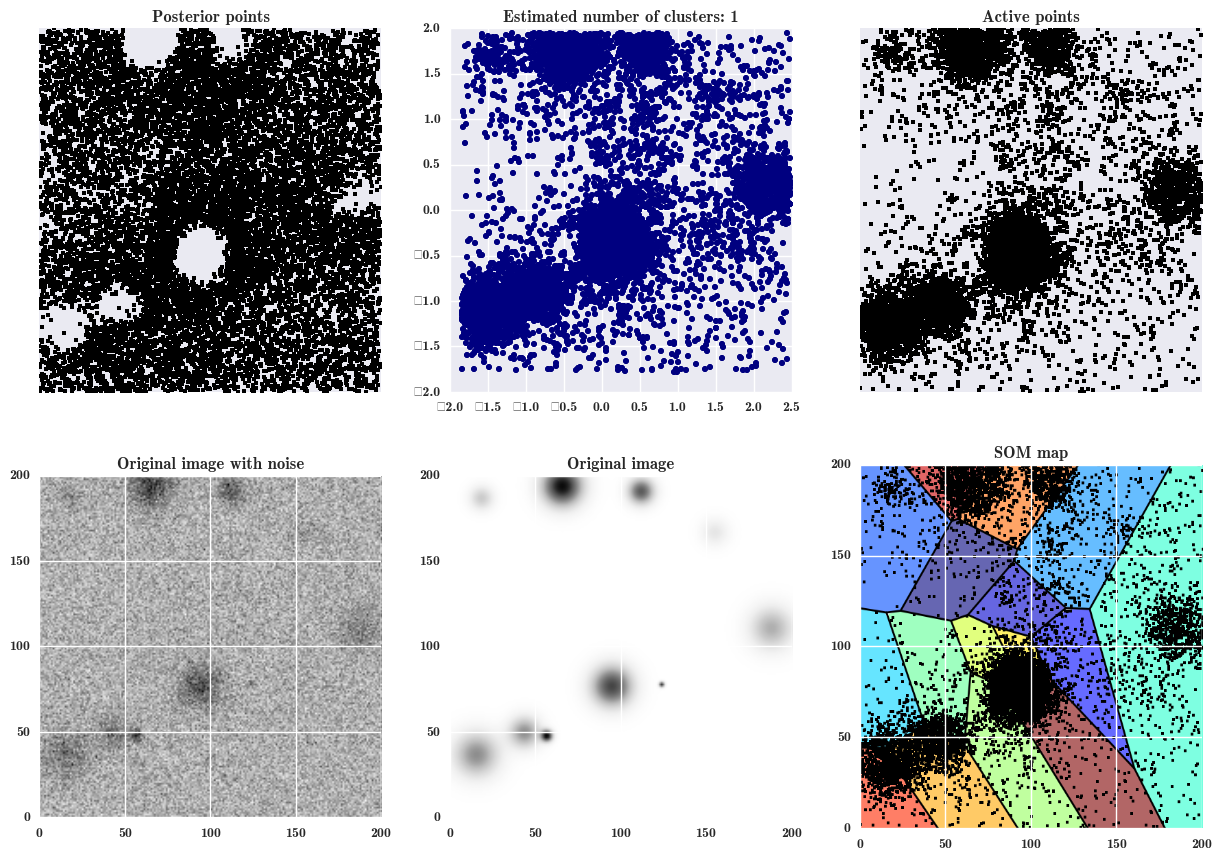 Posterior points
Estimated number of clusters: 1
Active points
2.0
1.5
1.0
0.5
0.0
□0.5
□1.0
□1.5
□2.0
□2.0 □1.5 □1.0 □0.5 0.0 0.5 1.0 1.5 2.0 2.5
Original image with noise
Original image
SOM map
200
150
100
50
0
0 50 100 150 200
200
150
100
50
0
0 50 100 150 200
200
150
100
50
0
0 50 100 150 200